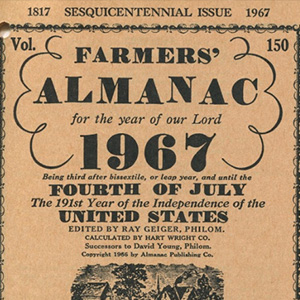 1817 SESQUICENTENNIAL ISSUE 1967
Vol. 150
FARMERS'
ALMANAC
for the year of our Lord
1967
Being third after bissextile, or leap year, and until the
FOURTH OF JULY
The 191st Year of the Independence of the
UNITED STATES
EDITED BY RAY GEIGER, PHILOM.
CALCULATED BY HART WRIGHT CO.
Successors to David Young, Philom.
Copyright 1966 by Almanac Publishing Co.